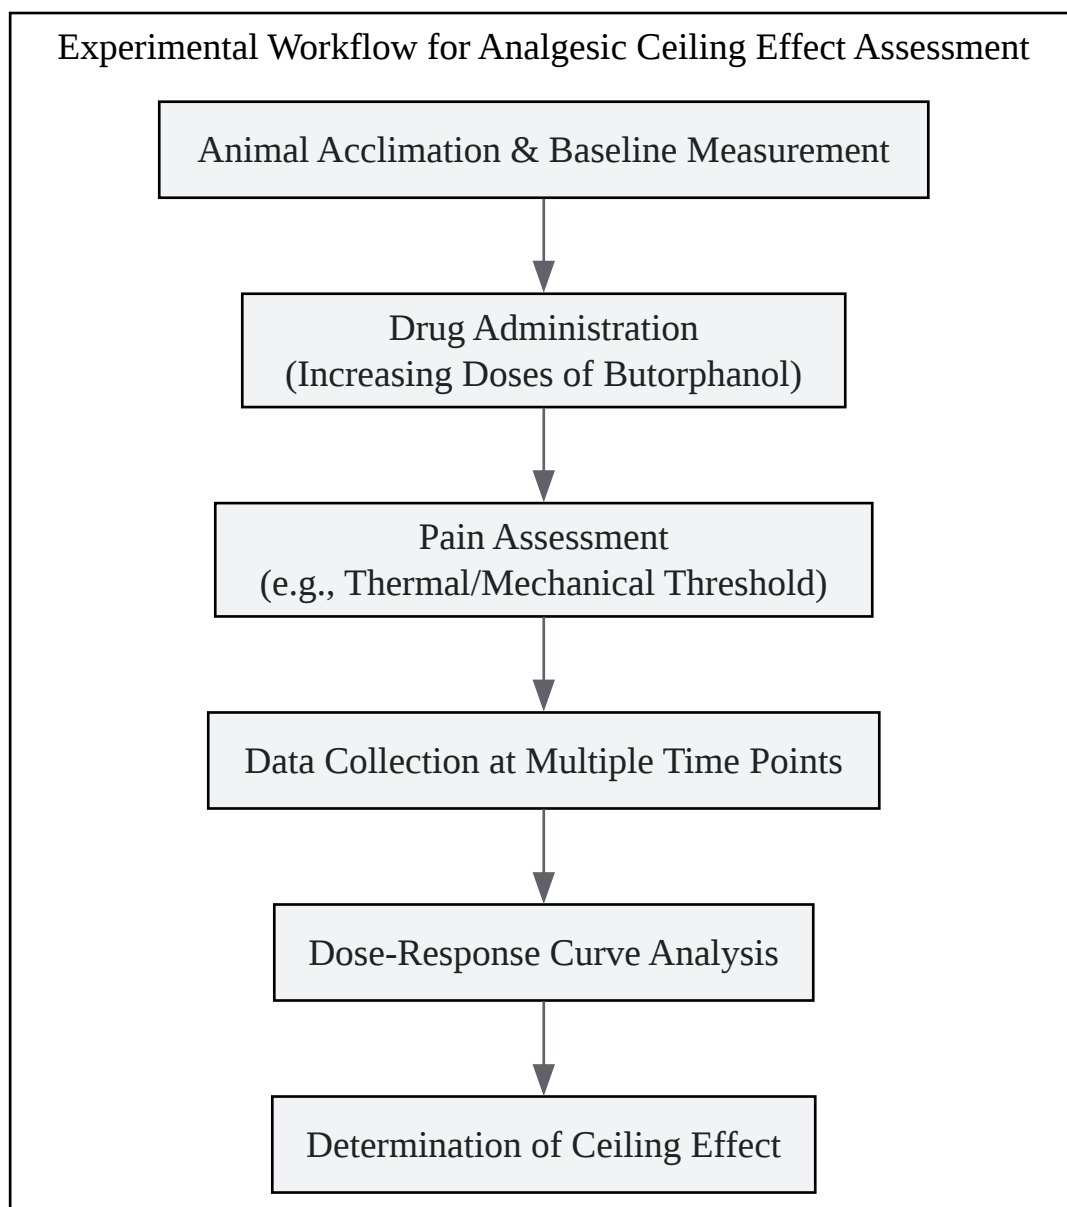 Experimental Workflow for Analgesic Ceiling Effect Assessment
Animal Acclimation & Baseline Measurement
Drug Administration
(Increasing Doses of Butorphanol)
Pain Assessment
(e.g., Thermal/Mechanical Threshold)
Data Collection at Multiple Time Points
Dose-Response Curve Analysis
Determination of Ceiling Effect